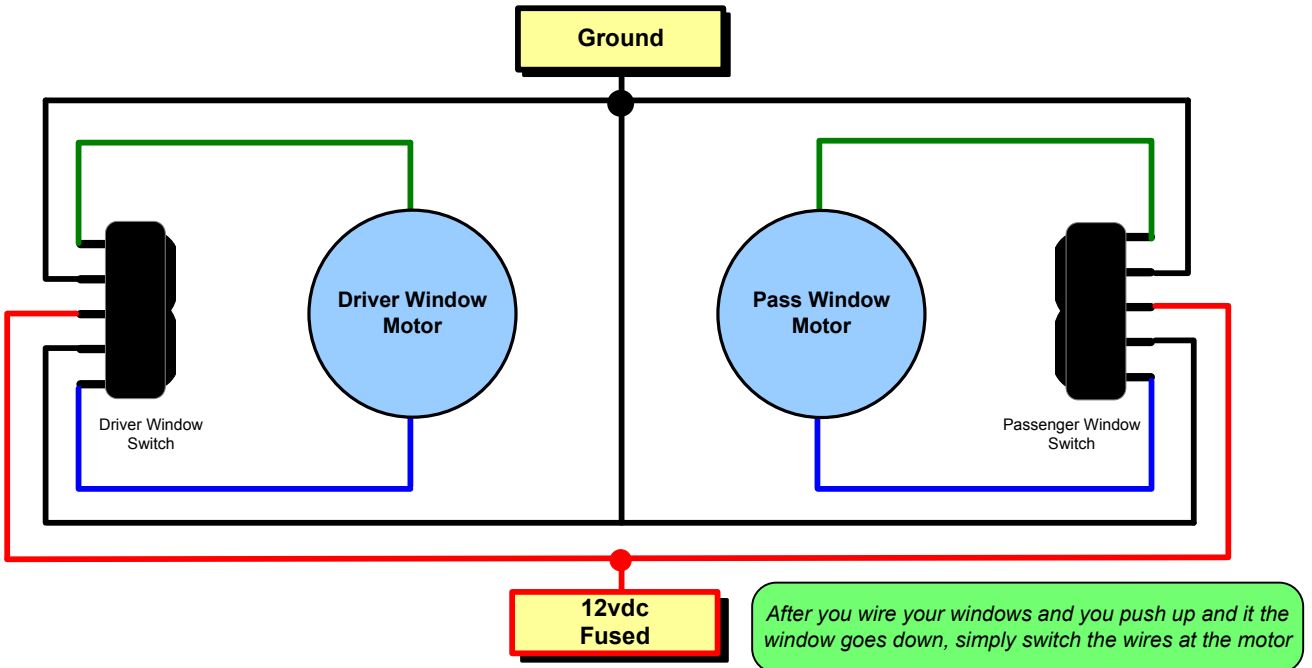 Ground
Driver Window
Motor
Pass Window
Motor
Driver Window
Switch
Passenger Window
Switch
12vdc
Fused
After you wire your windows and you push up and it the
window goes down, simply switch the wires at the motor